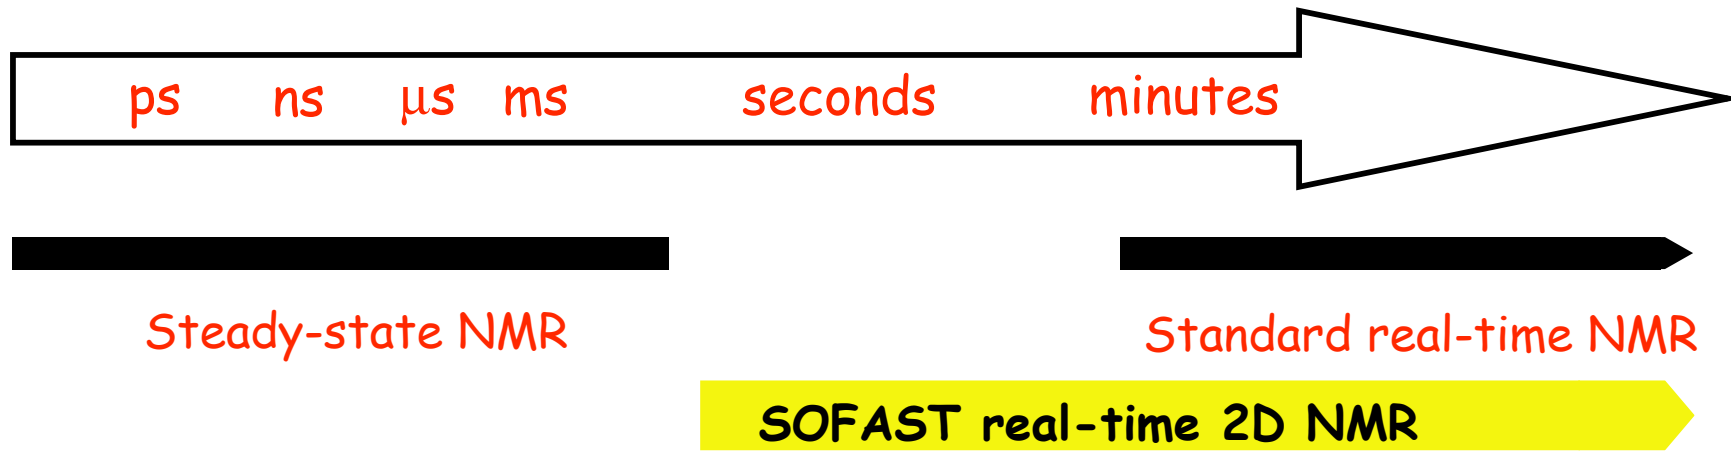 ps ns μs ms seconds minutes
Steady-state NMR
Standard real-time NMR
SOFAST real-time 2D NMR